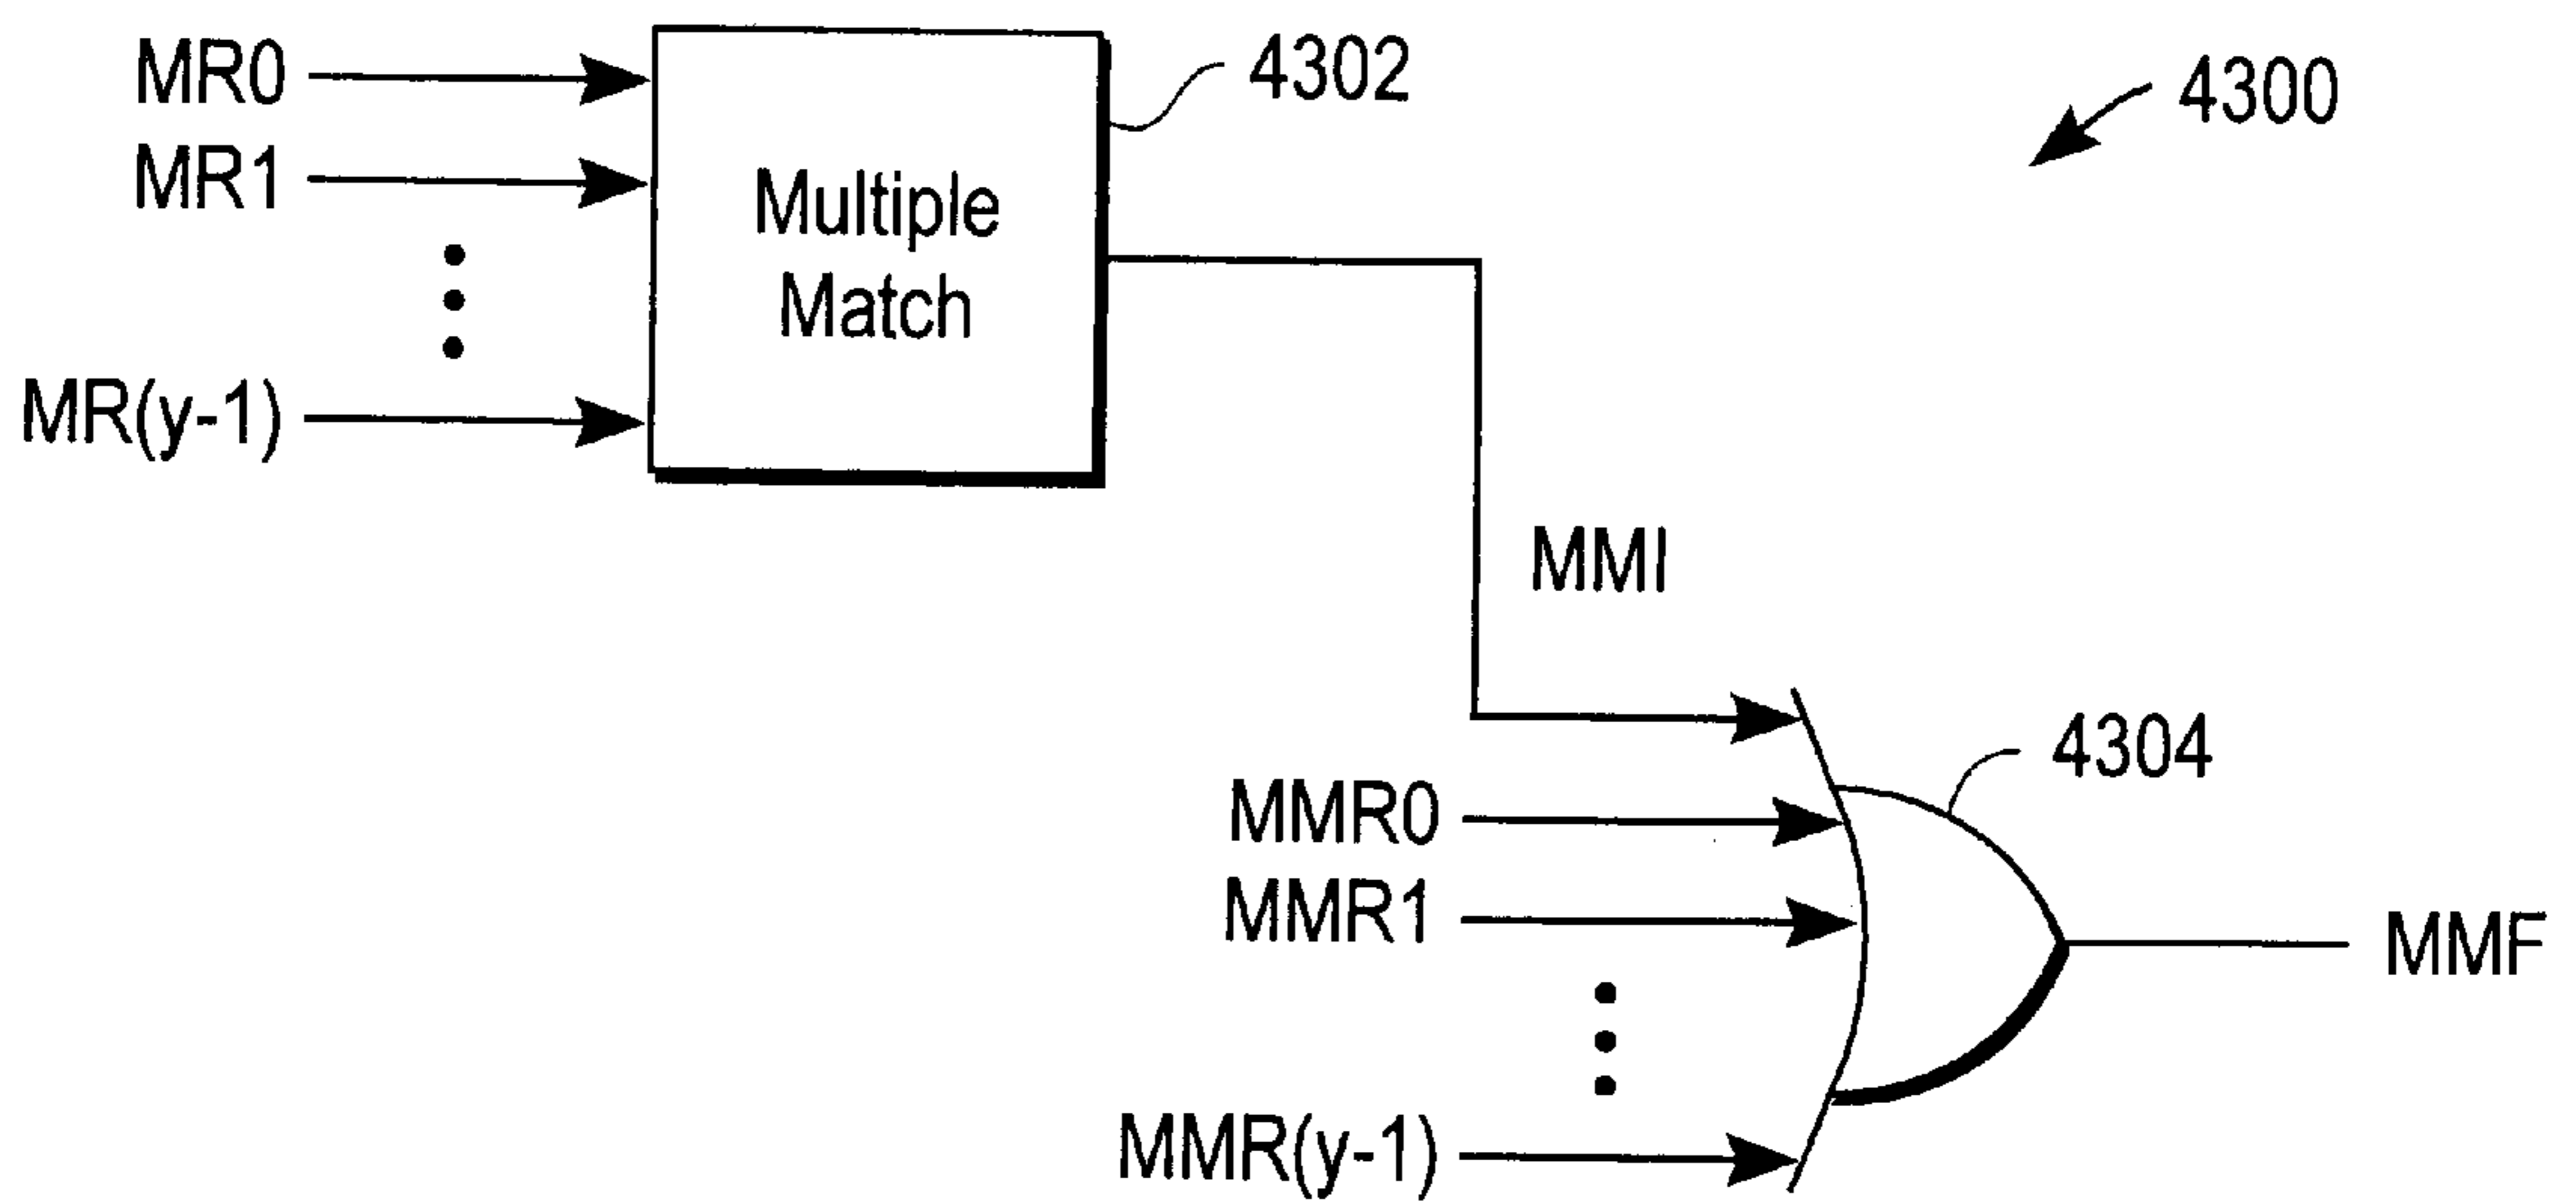 MR0
4302
4300
MR1
Multiple
Match
MR(y-1)
MMI
4304
MMR0
MMR1
MMF
MMR(y-1)